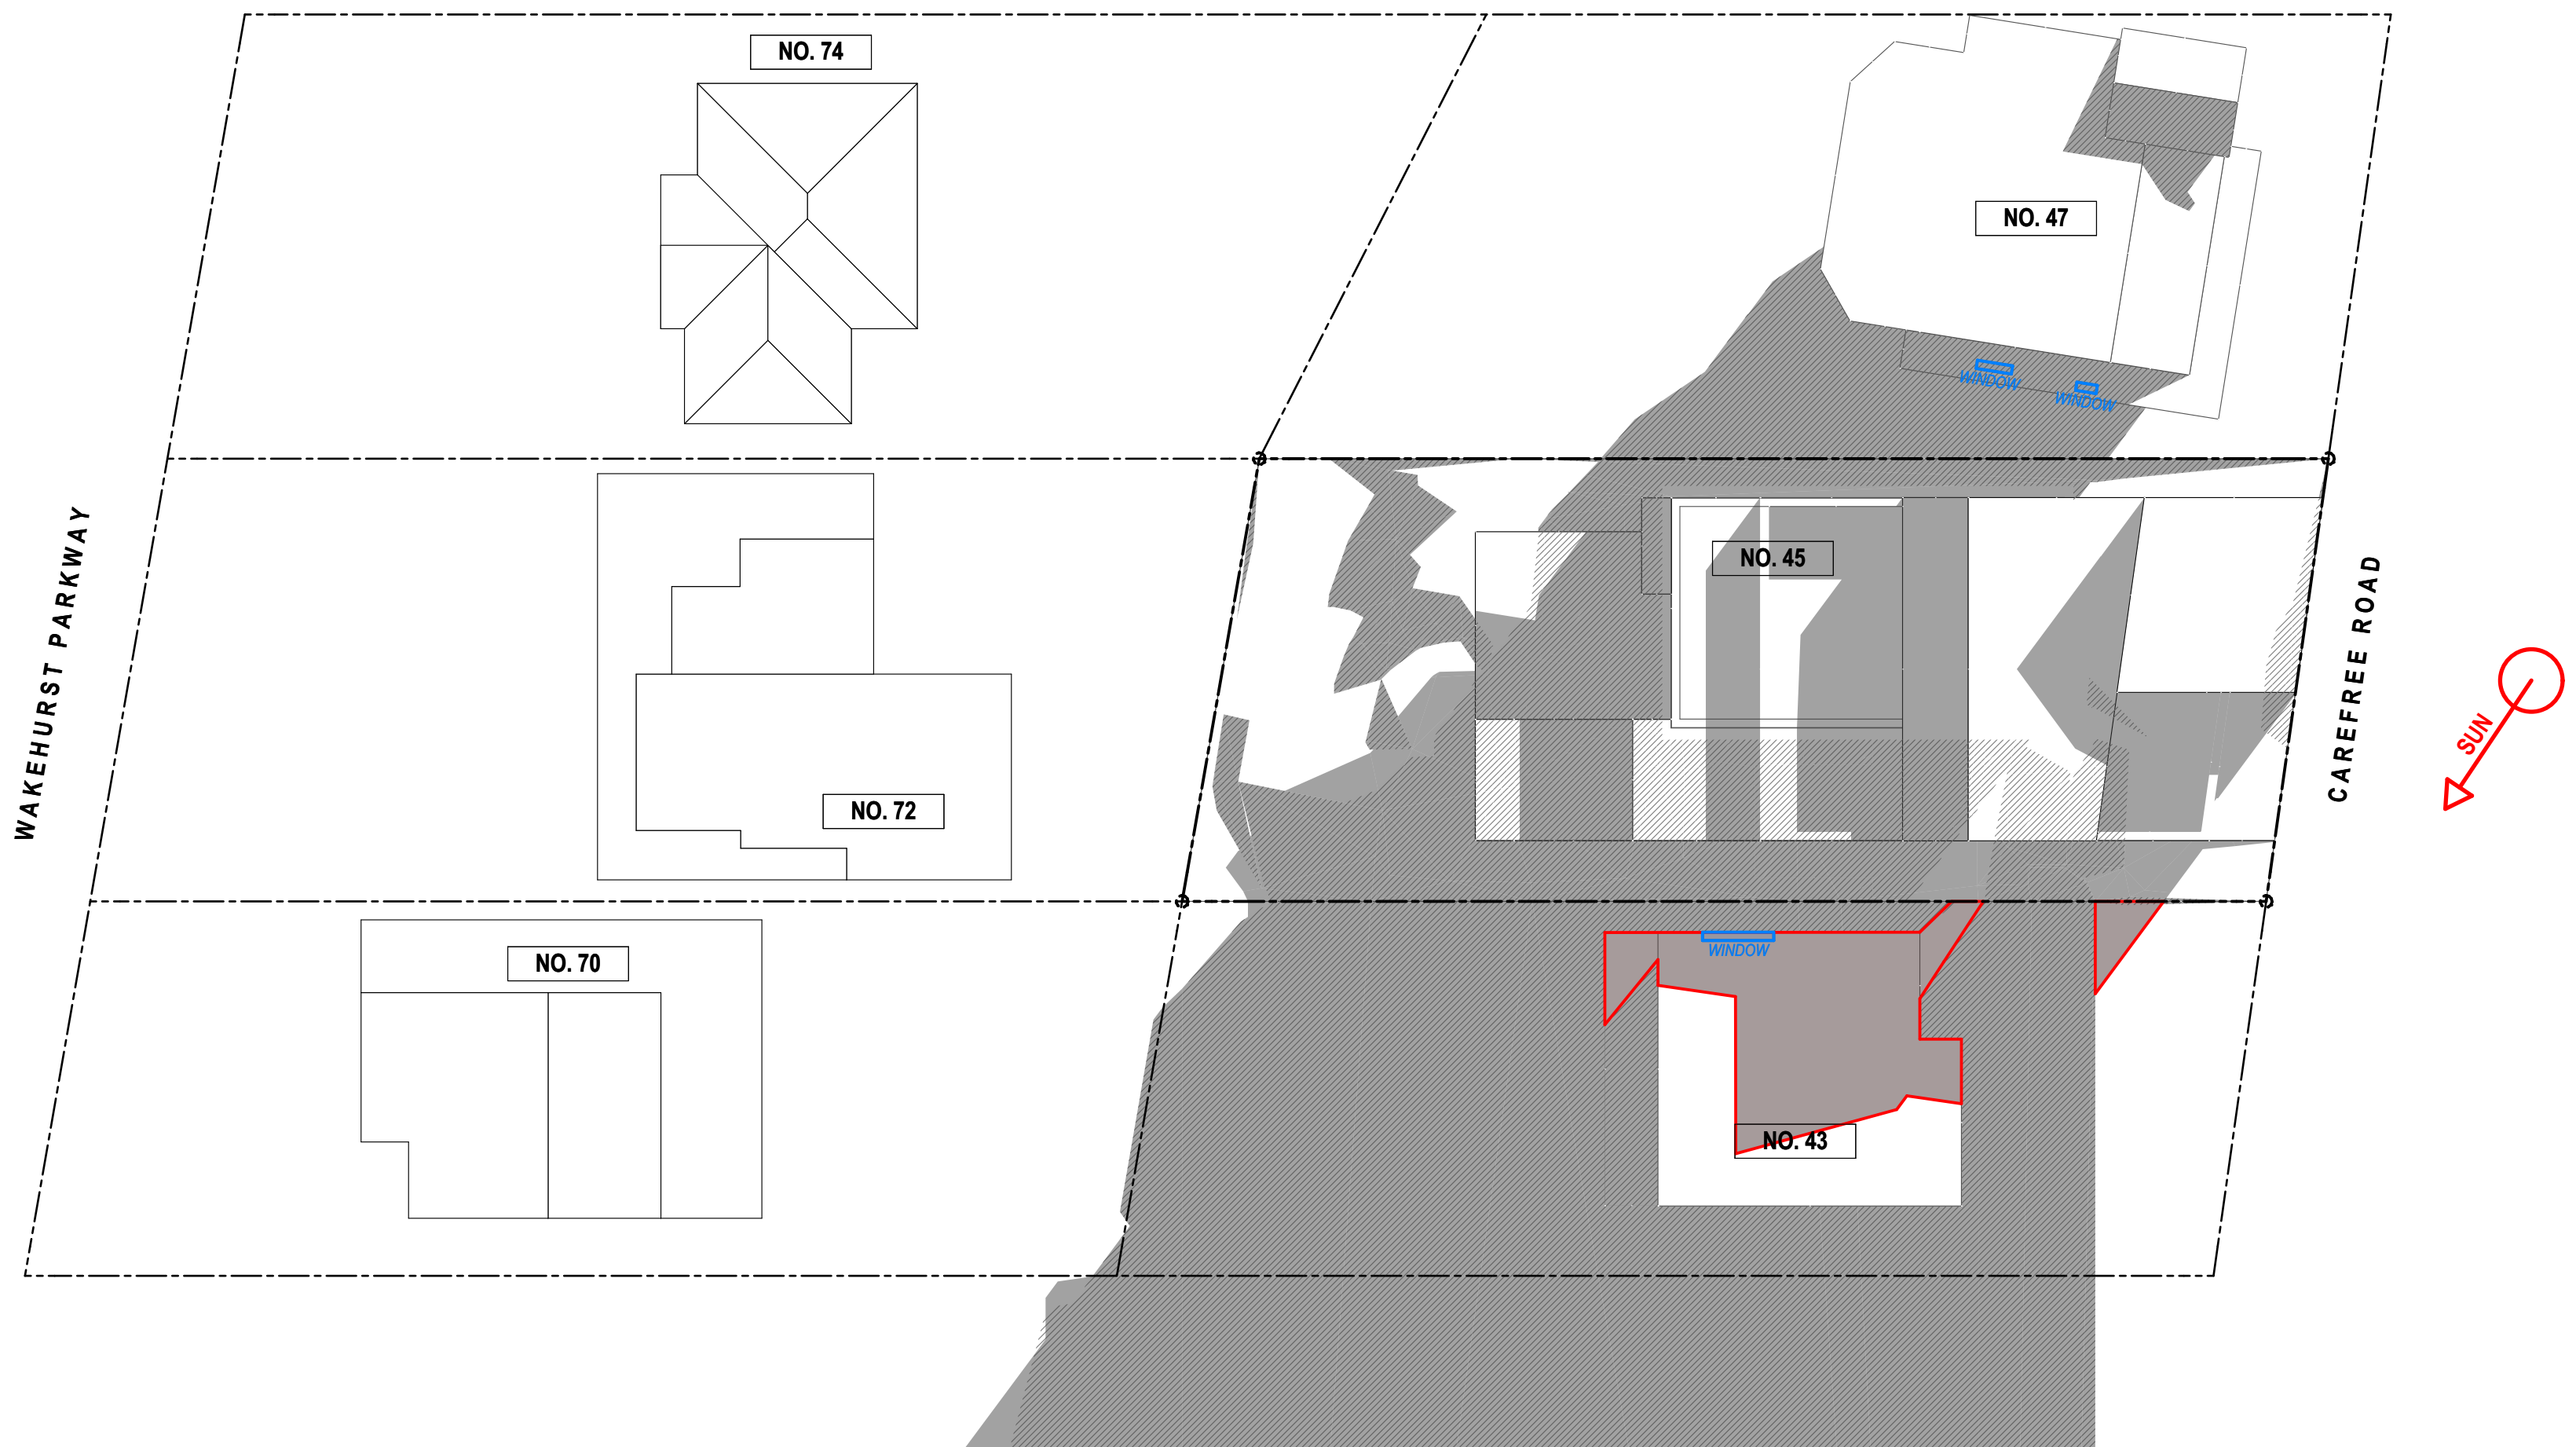 NO. 74
NO. 47
WINDOW
WINDOW
WAKEHURST PARKWAY
NO. 45
CAREFREE ROAD
SUN
NO. 72
NO. 70
WINDOW
NO. 43